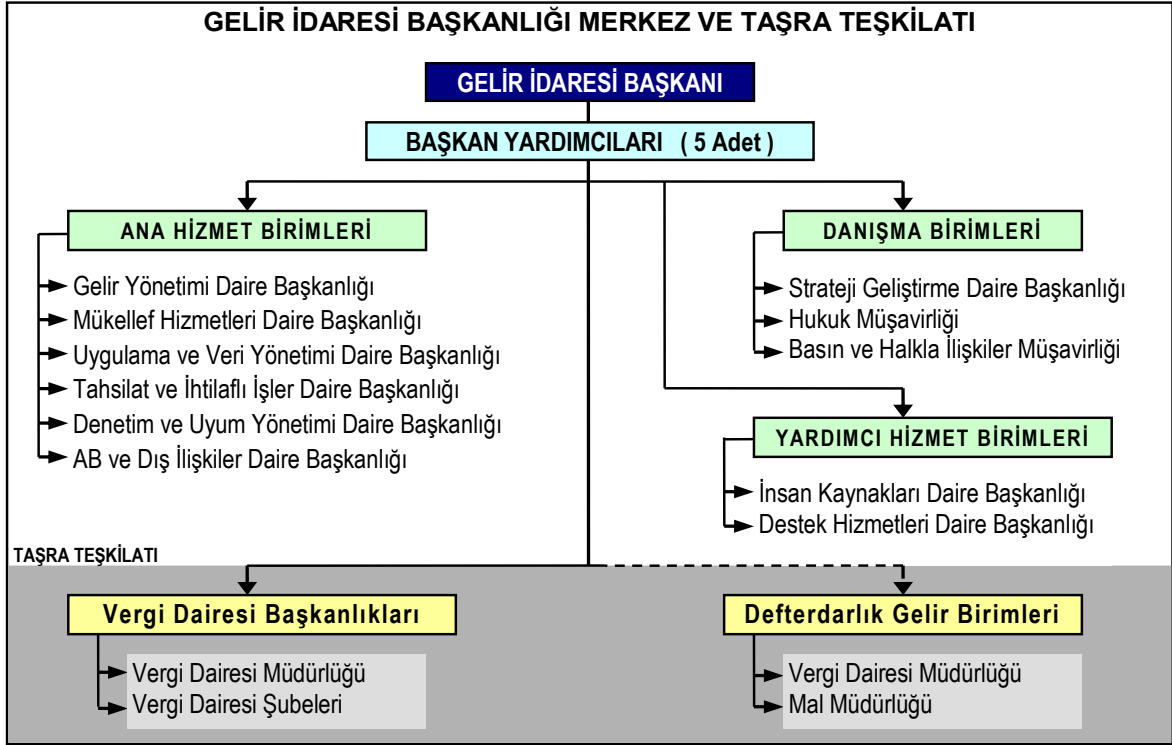 GELİR İDARESİ BAŞKANLIĞI MERKEZ VE TAŞRA TEŞKİLATI
GELİR İDARESİ BAŞKANI
BAŞKAN YARDIMCILARI ( 5 Adet )
ANA HİZMET BİRİMLERİ
Gelir Yönetimi Daire Başkanlığı
Mükellef Hizmetleri Daire Başkanlığı
Uygulama ve Veri Yönetimi Daire Başkanlığı
Tahsilat ve İhtilaflı İşler Daire Başkanlığı
Denetim ve Uyum Yönetimi Daire Başkanlığı
AB ve Dış İlişkiler Daire Başkanlığı
DANIŞMA BİRİMLERİ
Strateji Geliştirme Daire Başkanlığı
Hukuk Müşavirliği
Basın ve Halkla İlişkiler Müşavirliği
YARDIMCI HİZMET BİRİMLERİ
İnsan Kaynakları Daire Başkanlığı
Destek Hizmetleri Daire Başkanlığı
TAŞRA TEŞKİLATI
Vergi Dairesi Başkanlıkları
Vergi Dairesi Müdürlüğü
Vergi Dairesi Şubeleri
Defterdarlık Gelir Birimleri
Vergi Dairesi Müdürlüğü
Mal Müdürlüğü